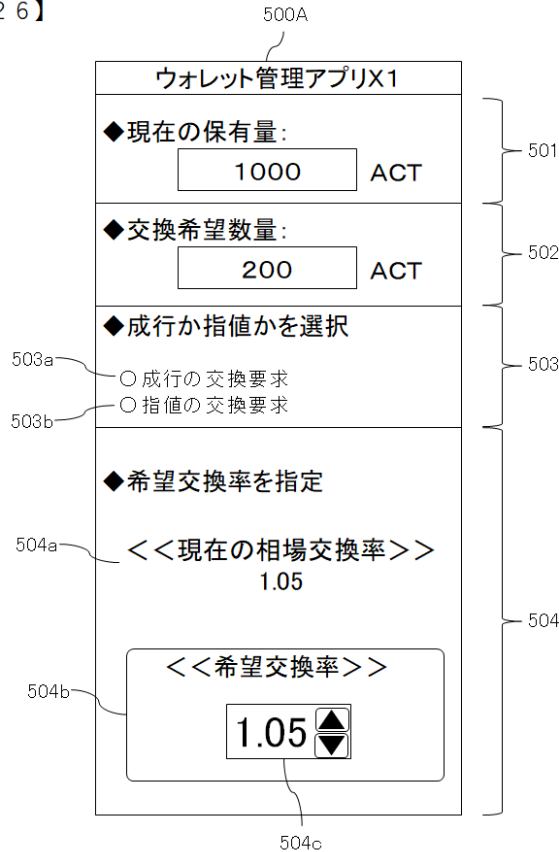 ２６】
500A
ウォレット管理アプリX1
◆現在の保有量：
1000 ACT
501
◆交換希望数量：
200 ACT
502
◆成行か指値かを選択
503a
○成行の交換要求
503
503b
○指値の交換要求
◆希望交換率を指定
504a
＜＜現在の相場交換率＞＞
1.05
504
＜＜希望交換率＞＞
504b
1.05
504c